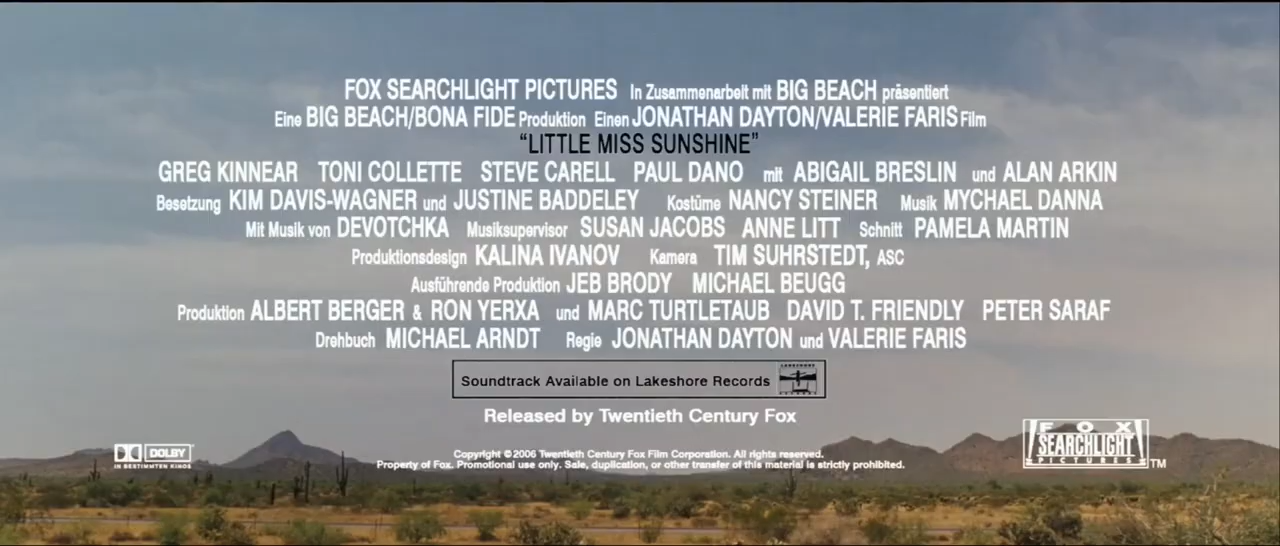 FOX SEARCHLIGHT PICTURES In Zusammenarbeit mit BIG BEACH präsentiert
Eine BIG BEACH/BONA FIDE Produktion Einen JONATHAN DAYTON/VALERIE FARIS Film
“LITTLE MISS SUNSHINE”
GREG KINNEAR TONI COLLETTE STEVE CARELL PAUL DANO mit ABIGAIL BRESLIN und ALAN ARKIN
Besetzung KIM DAVIS-WAGNER und JUSTINE BADDELEY Kostüme NANCY STEINER Musik MYCHAEL DANNA
Mit Musik von DEVOTCHKA Musiksupervisor SUSAN JACOBS ANNE LITT Schnitt PAMELA MARTIN
Produktionsdesign KALINA IVANOV Kamera TIM SUHRSTEDT, ASC
Ausführende Produktion JEB BRODY MICHAEL BEUGG
Produktion ALBERT BERGER & RON YERXA und MARC TURTLETAUB DAVID T. FRIENDLY PETER SARAF
Drehbuch MICHAEL ARNDT Regie JONATHAN DAYTON und VALERIE FARIS
Soundtrack Available on Lakeshore Records
LAKESHORE
RECORDS
Released by Twentieth Century Fox
DOLBY
IN BESTIMMTEN KINOS
Copyright ©2006 Twentieth Century Fox Film Corporation. All rights reserved.
Property of Fox. Promotional use only. Sale, duplication, or other transfer of this material is strictly prohibited.
FOX
SEARCHLIGHT
PICTURES TM